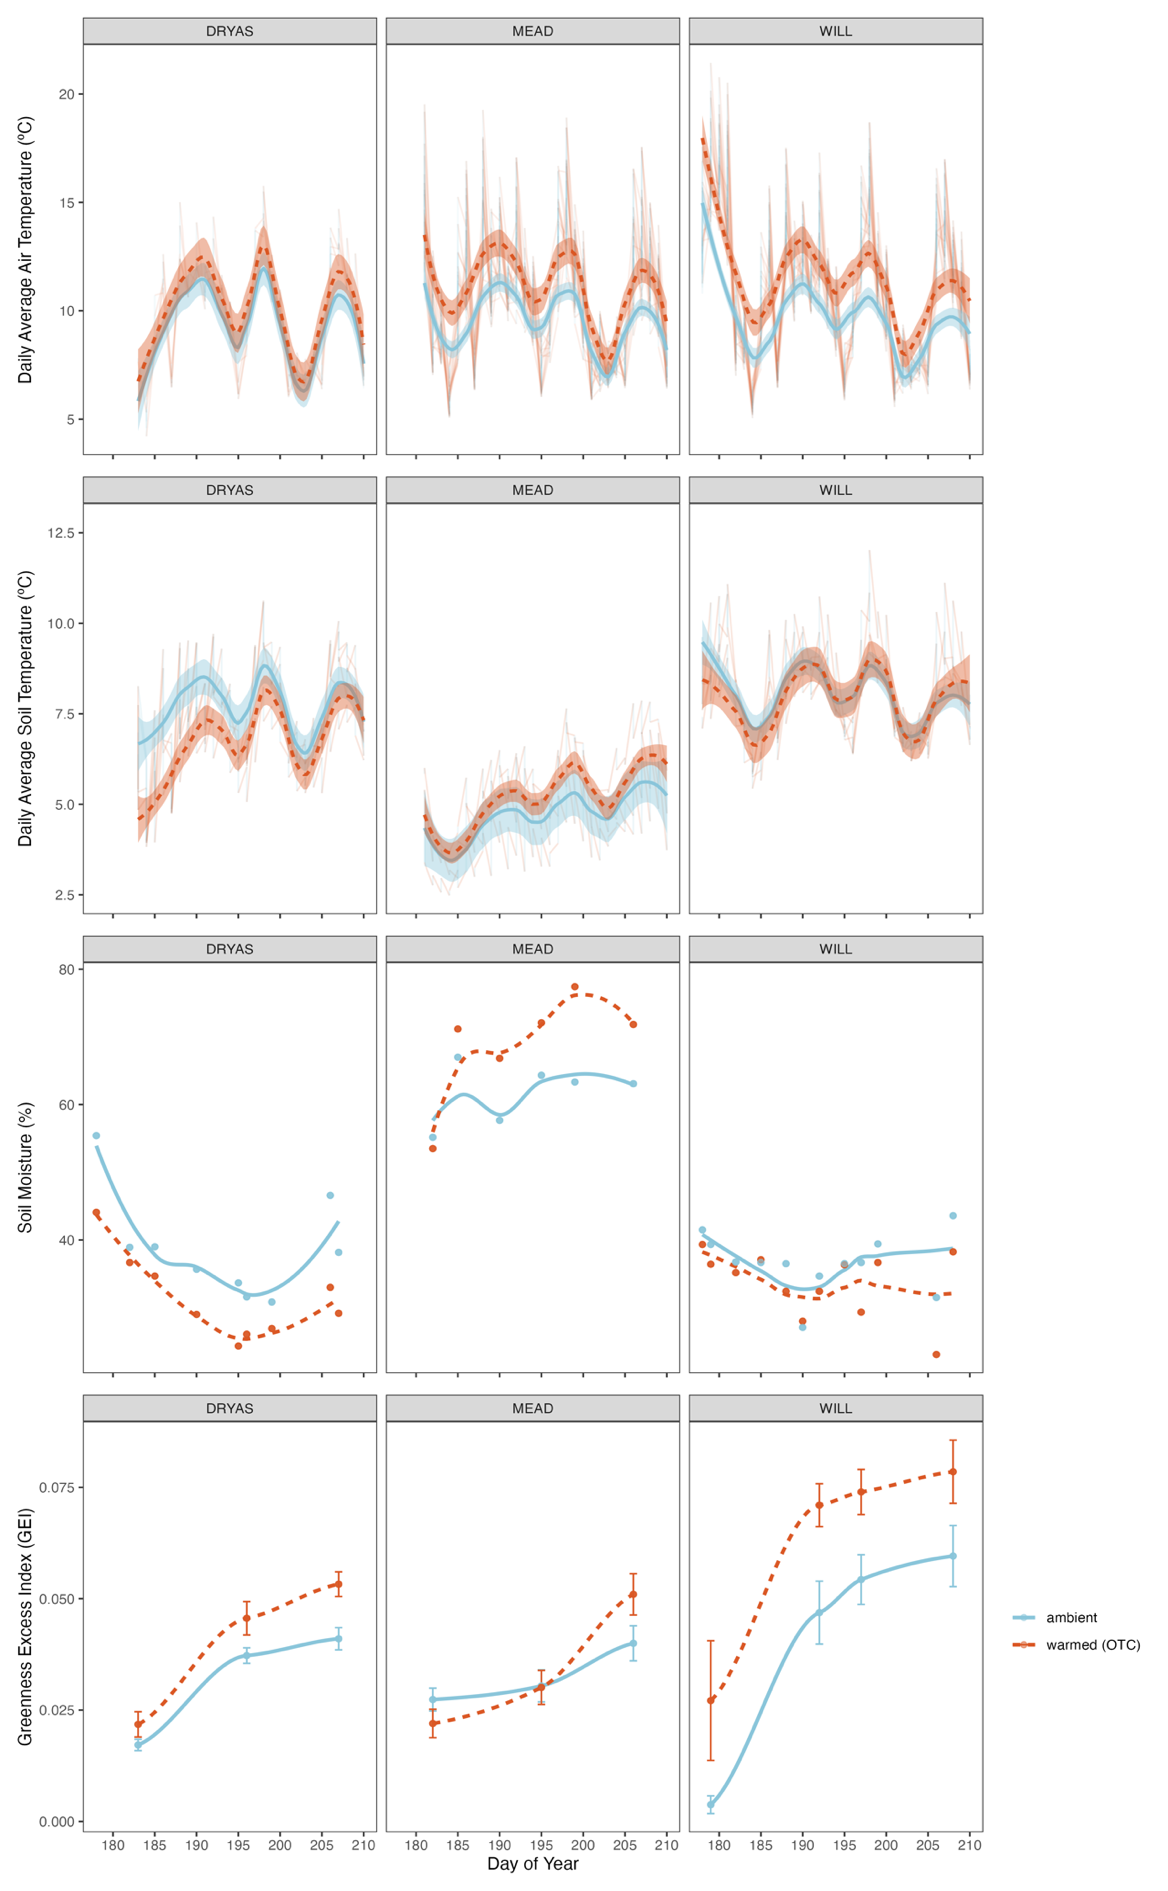 DRYAS MEAD WILL
Daily Average Air Temperature (ºC)
20
15
10
5
DRYAS MEAD WILL
Daily Average Soil Temperature (ºC)
12.5
10.0
7.5
5.0
2.5
DRYAS MEAD WILL
Soil Moisture (%)
80
60
40
DRYAS MEAD WILL
Greenness Excess Index (GEI)
0.075
0.050
0.025
0.000
ambient
warmed (OTC)
180 185 190 195 200 205 210 180 185 190 195 200 205 210 180 185 190 195 200 205 210
Day of Year